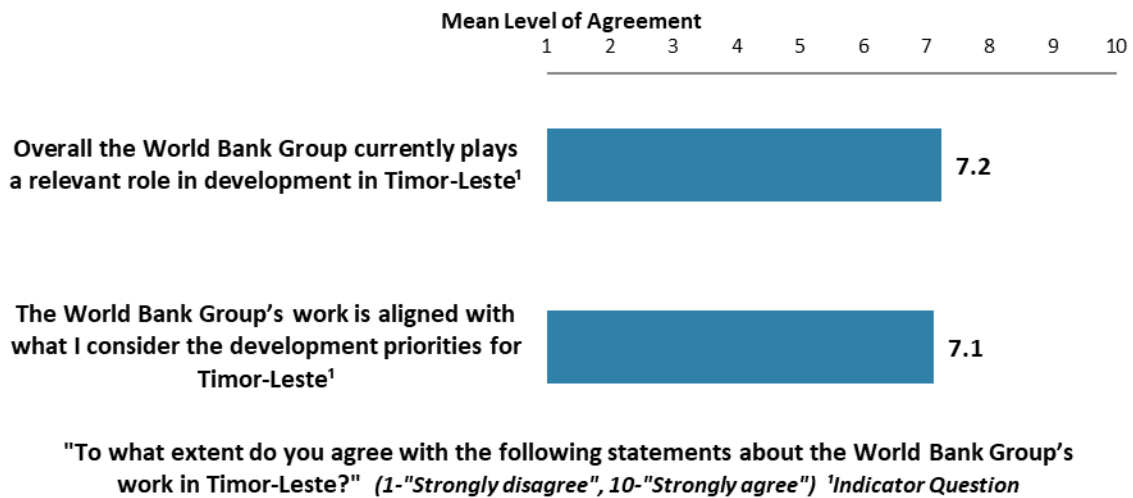 Mean Level of Agreement
1 2 3 4 5 6 7 8 9 10
Overall the World Bank Group currently plays
a relevant role in development in Timor-Leste¹
7.2
The World Bank Group’s work is aligned with
what I consider the development priorities for
Timor-Leste¹
7.1
"To what extent do you agree with the following statements about the World Bank Group’s
work in Timor-Leste?" (1-"Strongly disagree", 10-"Strongly agree") ¹Indicator Question